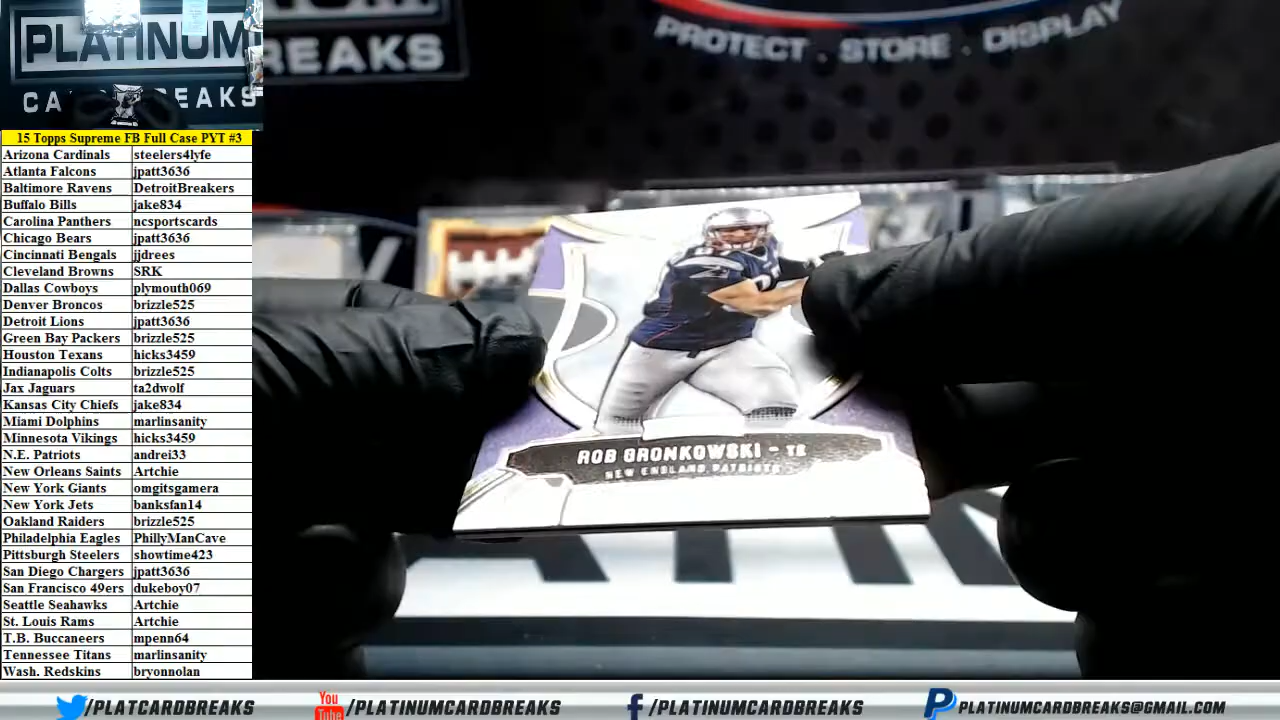 PLATINUM
BREAKS
CA EAKS
PROTECT . STORE . DISPLAY
15 Topps Supreme FB Full Case PYT #3
Arizona Cardinals steelers4lyfe
Atlanta Falcons jpatt3636
Baltimore Ravens DetroitBreakers
Buffalo Bills jake834
Carolina Panthers ncsportscards
Chicago Bears jpatt3636
Cincinnati Bengals jjdrees
Cleveland Browns SRK
Dallas Cowboys plymouth069
Denver Broncos brizzle525
Detroit Lions jpatt3636
Green Bay Packers brizzle525
Houston Texans hicks3459
Indianapolis Colts brizzle525
Jax Jaguars ta2dwolf
Kansas City Chiefs jake834
Miami Dolphins marlinsanity
Minnesota Vikings hicks3459
N.E. Patriots andrei33
New Orleans Saints Artchie
New York Giants omgitsgamera
New York Jets banksfan14
Oakland Raiders brizzle525
Philadelphia Eagles PhillyManCave
Pittsburgh Steelers showtime423
San Diego Chargers jpatt3636
San Francisco 49ers dukeboy07
Seattle Seahawks Artchie
St. Louis Rams Artchie
T.B. Buccaneers mpenn64
Tennessee Titans marlinsanity
Wash. Redskins bryonnolan
ROB GRONKOWSKI - TE
NEW ENGLAND PATRIOTS
/PLATCARDBREAKS
You Tube /PLATINUMCARDBREAKS
/PLATINUMCARDBREAKS
PLATINUMCARDBREAKS@GMAIL.COM